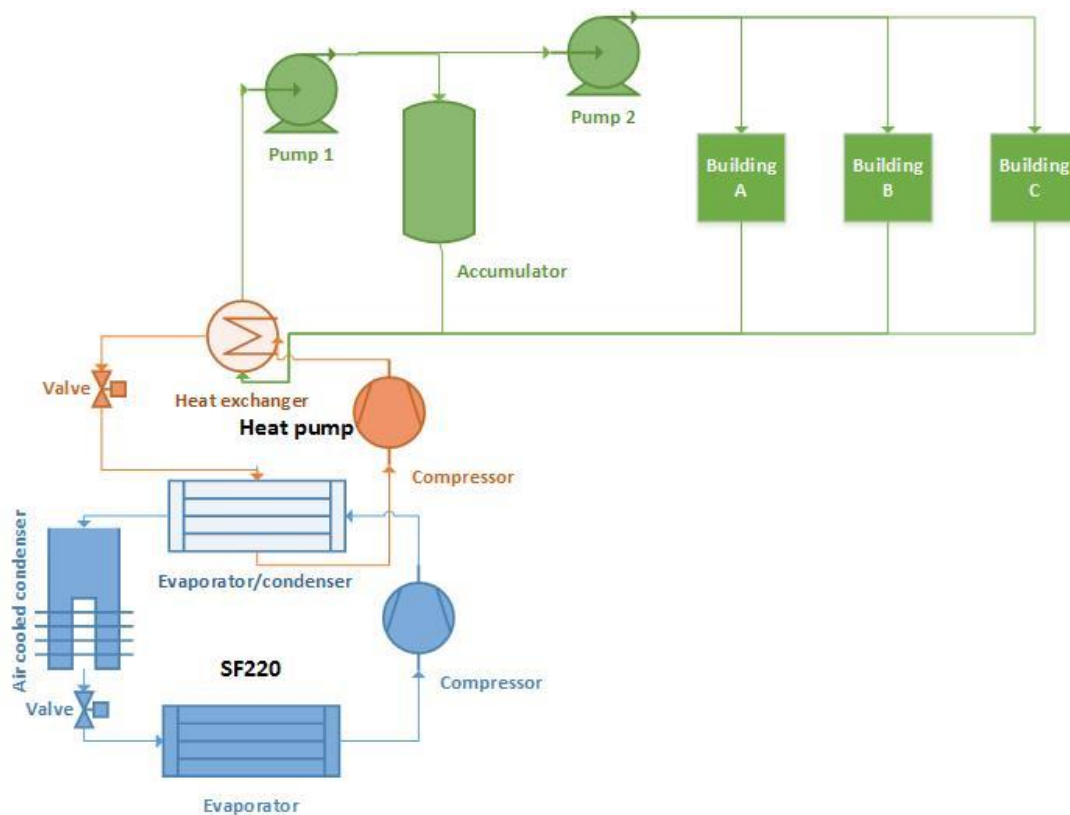 Pump 1
Pump 2
Building
A
Building
B
Building
C
Accumulator
Valve
Heat exchanger
Heat pump
Compressor
Evaporator/condenser
Air cooled condenser
SF220
Compressor
Valve
Evaporator